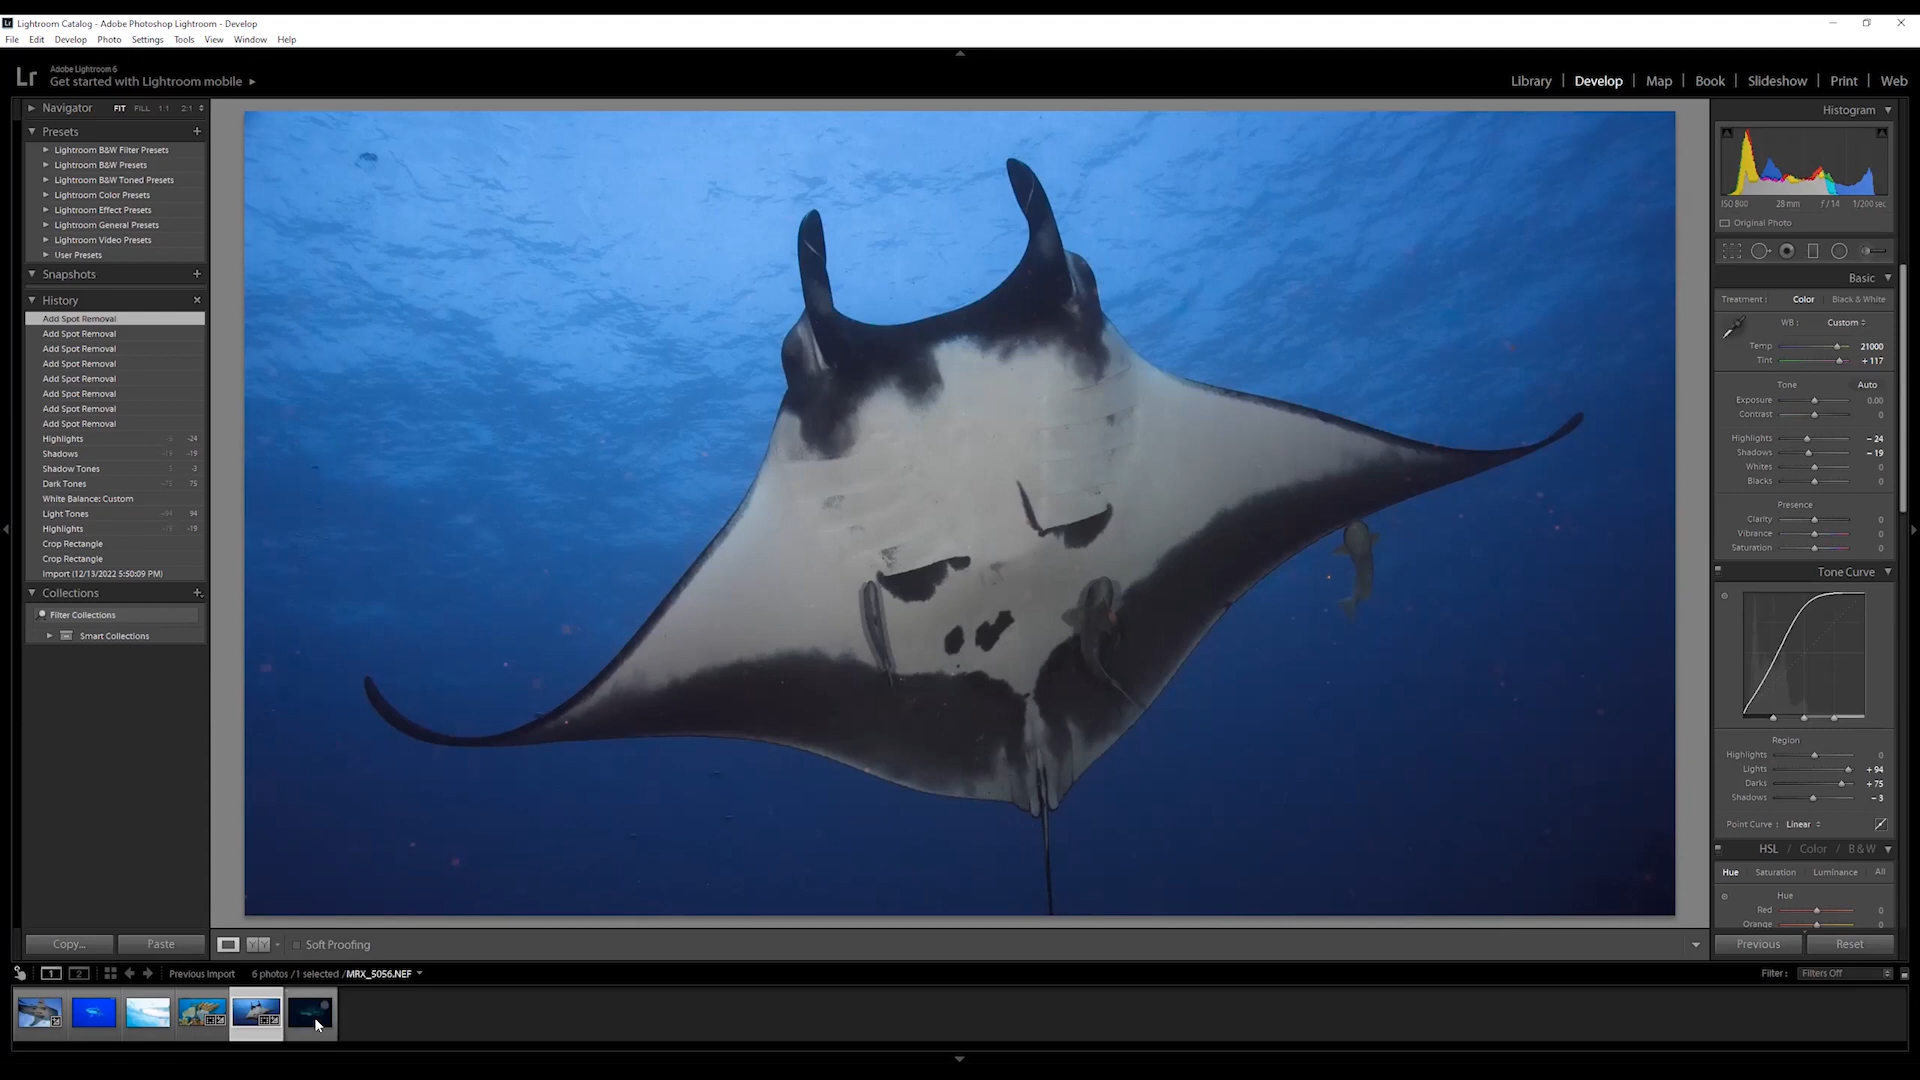 Lightroom Catalog - Adobe Photoshop Lightroom - Develop
File Edit Develop Photo Settings Tools View Window Help
Lr
Adobe Lightroom 6
Get started with Lightroom mobile
Library | Develop | Map | Book | Slideshow | Print | Web
Navigator FIT FILL 1:1 2:1
Presets
Lightroom B&W Filter Presets
Lightroom B&W Presets
Lightroom B&W Toned Presets
Lightroom Color Presets
Lightroom Effect Presets
Lightroom General Presets
Lightroom Video Presets
User Presets
Snapshots
History
Add Spot Removal
Add Spot Removal
Add Spot Removal
Add Spot Removal
Add Spot Removal
Add Spot Removal
Add Spot Removal
Add Spot Removal
Highlights -24
Shadows -19
Shadow Tones -3
Dark Tones 75
White Balance: Custom
Light Tones 94
Highlights -19
Crop Rectangle
Crop Rectangle
Import (12/13/2022 5:50:09 PM)
Collections
Filter Collections
Smart Collections
Copy... Paste
Soft Proofing
Histogram
ISO 800 28 mm f/14 1/200 sec
Original Photo
Basic
Treatment : Color Black & White
WB : Custom
Temp 21000
Tint + 117
Tone Auto
Exposure 0.00
Contrast 0
Highlights – 24
Shadows – 19
Whites 0
Blacks 0
Presence
Clarity 0
Vibrance 0
Saturation 0
Tone Curve
Region
Highlights 0
Lights + 94
Darks + 75
Shadows – 3
Point Curve : Linear
HSL / Color / B & W
Hue Saturation Luminance All
Hue
Red 0
Orange 0
Previous Reset
1 2 Previous Import 6 photos / 1 selected / MRX_5056.NEF
Filter : Filters Off